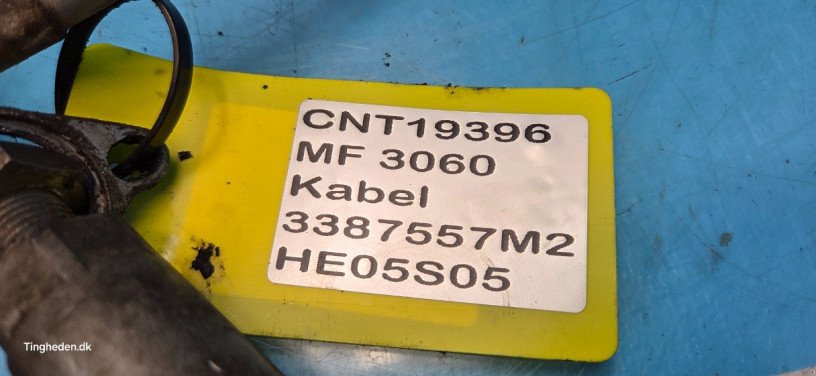 CNT19396
MF 3060
Kabel
3387557M2
HE05S05
Tingheden.dk